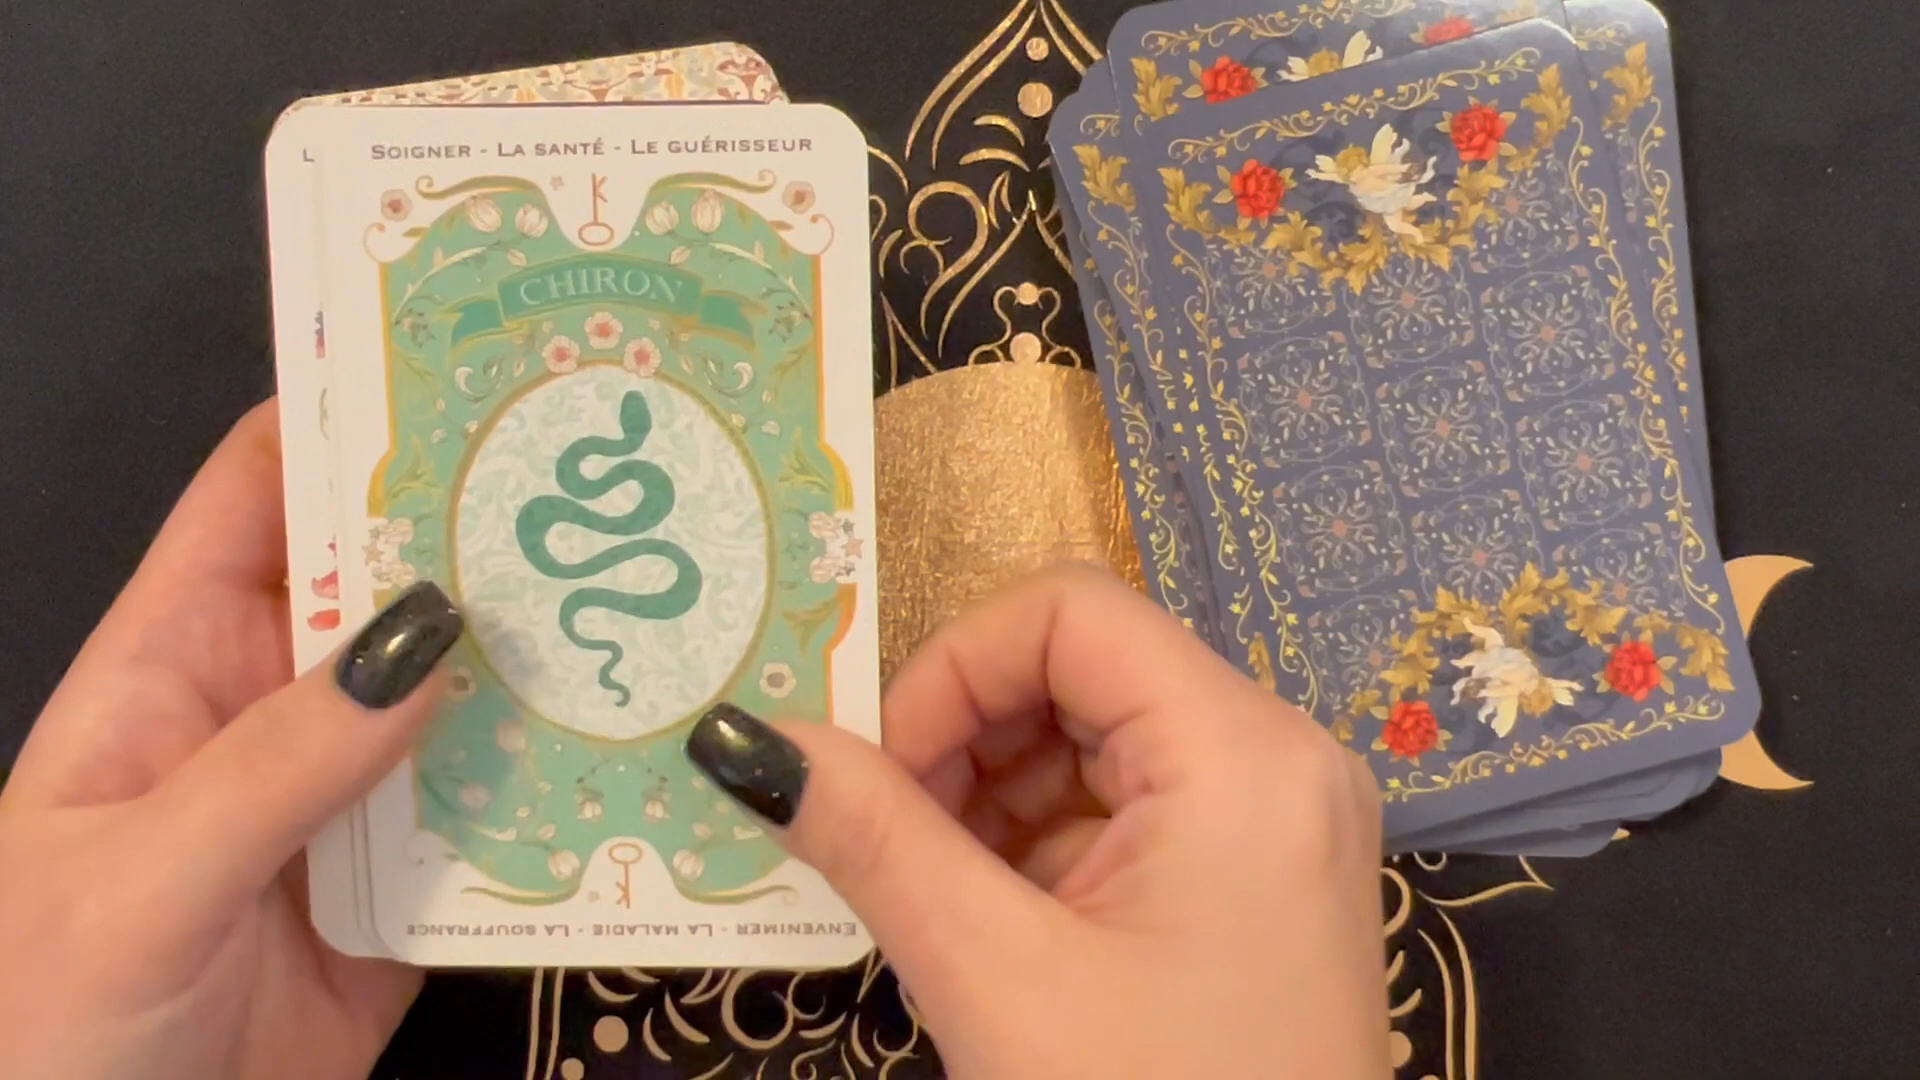 Soigner - La santé - Le guérisseur
CHIRON
Envenimer - La maladie - La souffrance